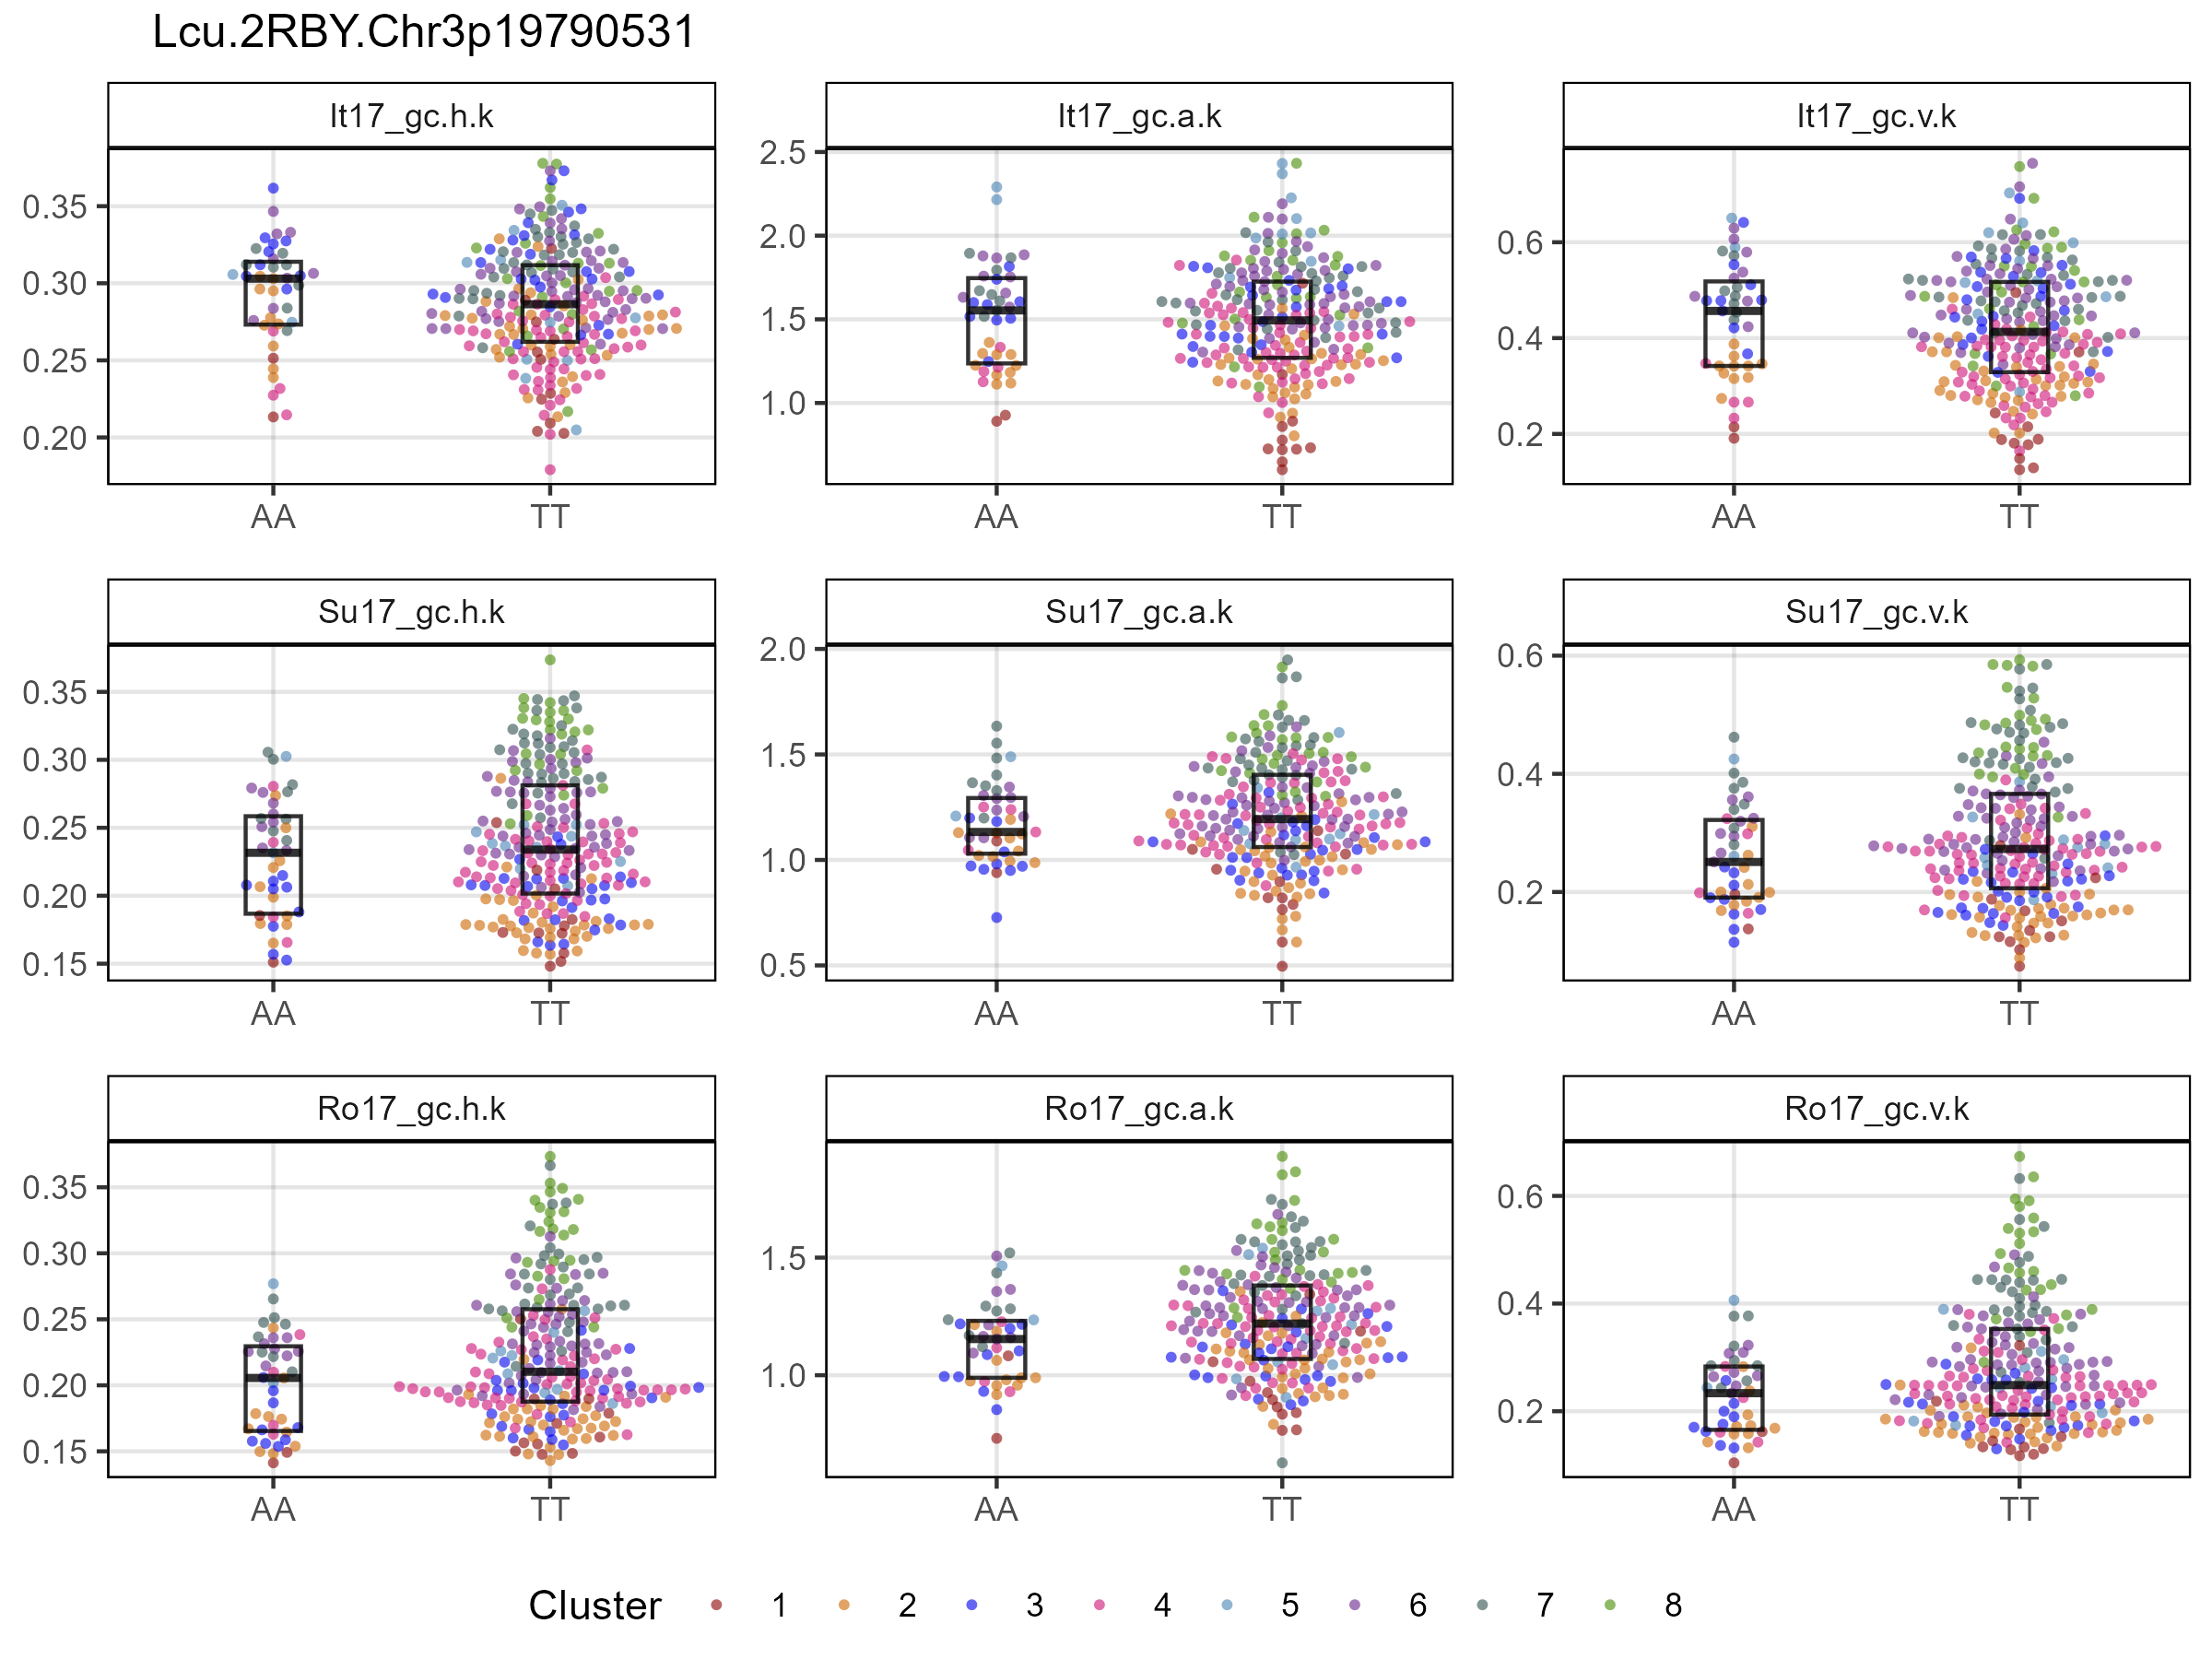 Lcu.2RBY.Chr3p19790531
It17_gc.h.k
It17_gc.a.k
It17_gc.v.k
0.35
0.30
0.25
0.20
AA TT
2.5
2.0
1.5
1.0
AA TT
0.6
0.4
0.2
AA TT
Su17_gc.h.k
Su17_gc.a.k
Su17_gc.v.k
0.35
0.30
0.25
0.20
0.15
AA TT
2.0
1.5
1.0
0.5
AA TT
0.6
0.4
0.2
AA TT
Ro17_gc.h.k
Ro17_gc.a.k
Ro17_gc.v.k
0.35
0.30
0.25
0.20
0.15
AA TT
1.5
1.0
AA TT
0.6
0.4
0.2
AA TT
Cluster 1 2 3 4 5 6 7 8